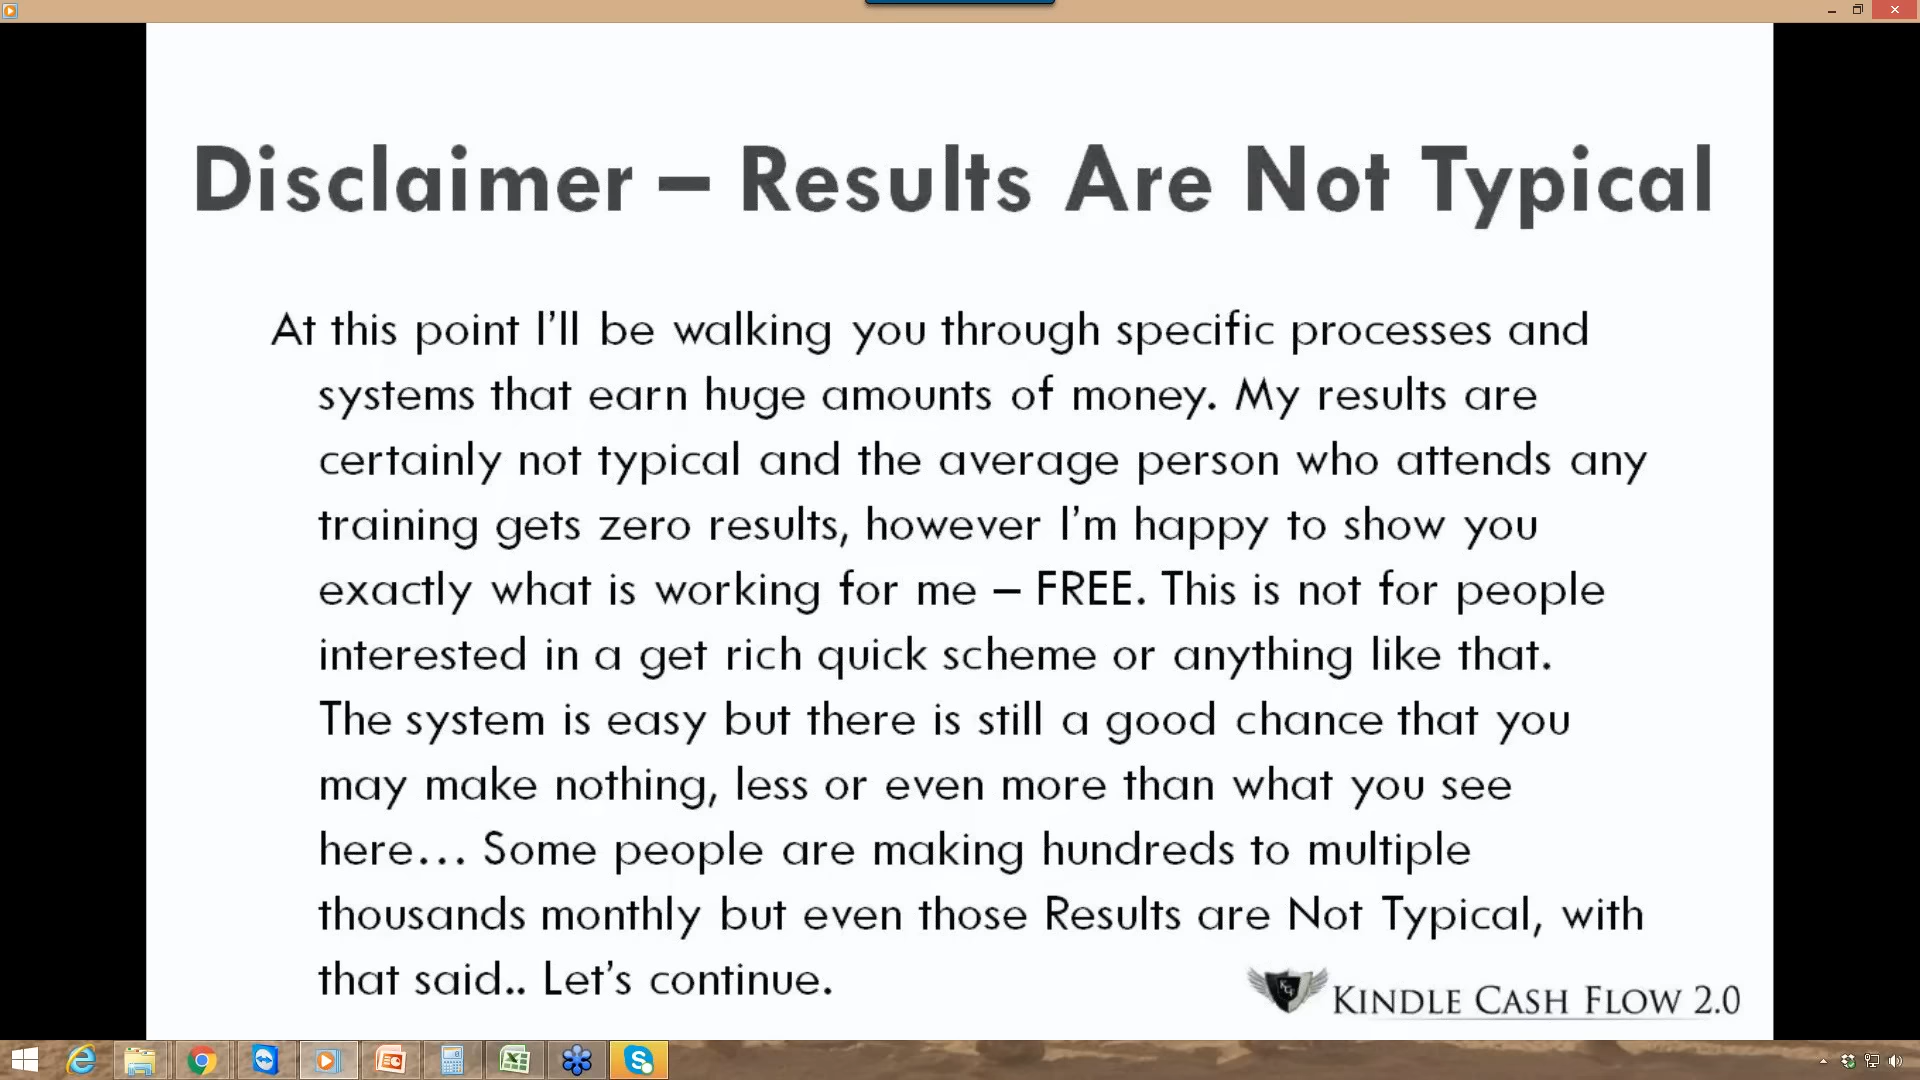 Disclaimer – Results Are Not Typical
At this point I'll be walking you through specific processes and
systems that earn huge amounts of money. My results are
certainly not typical and the average person who attends any
training gets zero results, however I'm happy to show you
exactly what is working for me – FREE. This is not for people
interested in a get rich quick scheme or anything like that.
The system is easy but there is still a good chance that you
may make nothing, less or even more than what you see
here... Some people are making hundreds to multiple
thousands monthly but even those Results are Not Typical, with
that said.. Let's continue.
KCF
KINDLE CASH FLOW 2.0